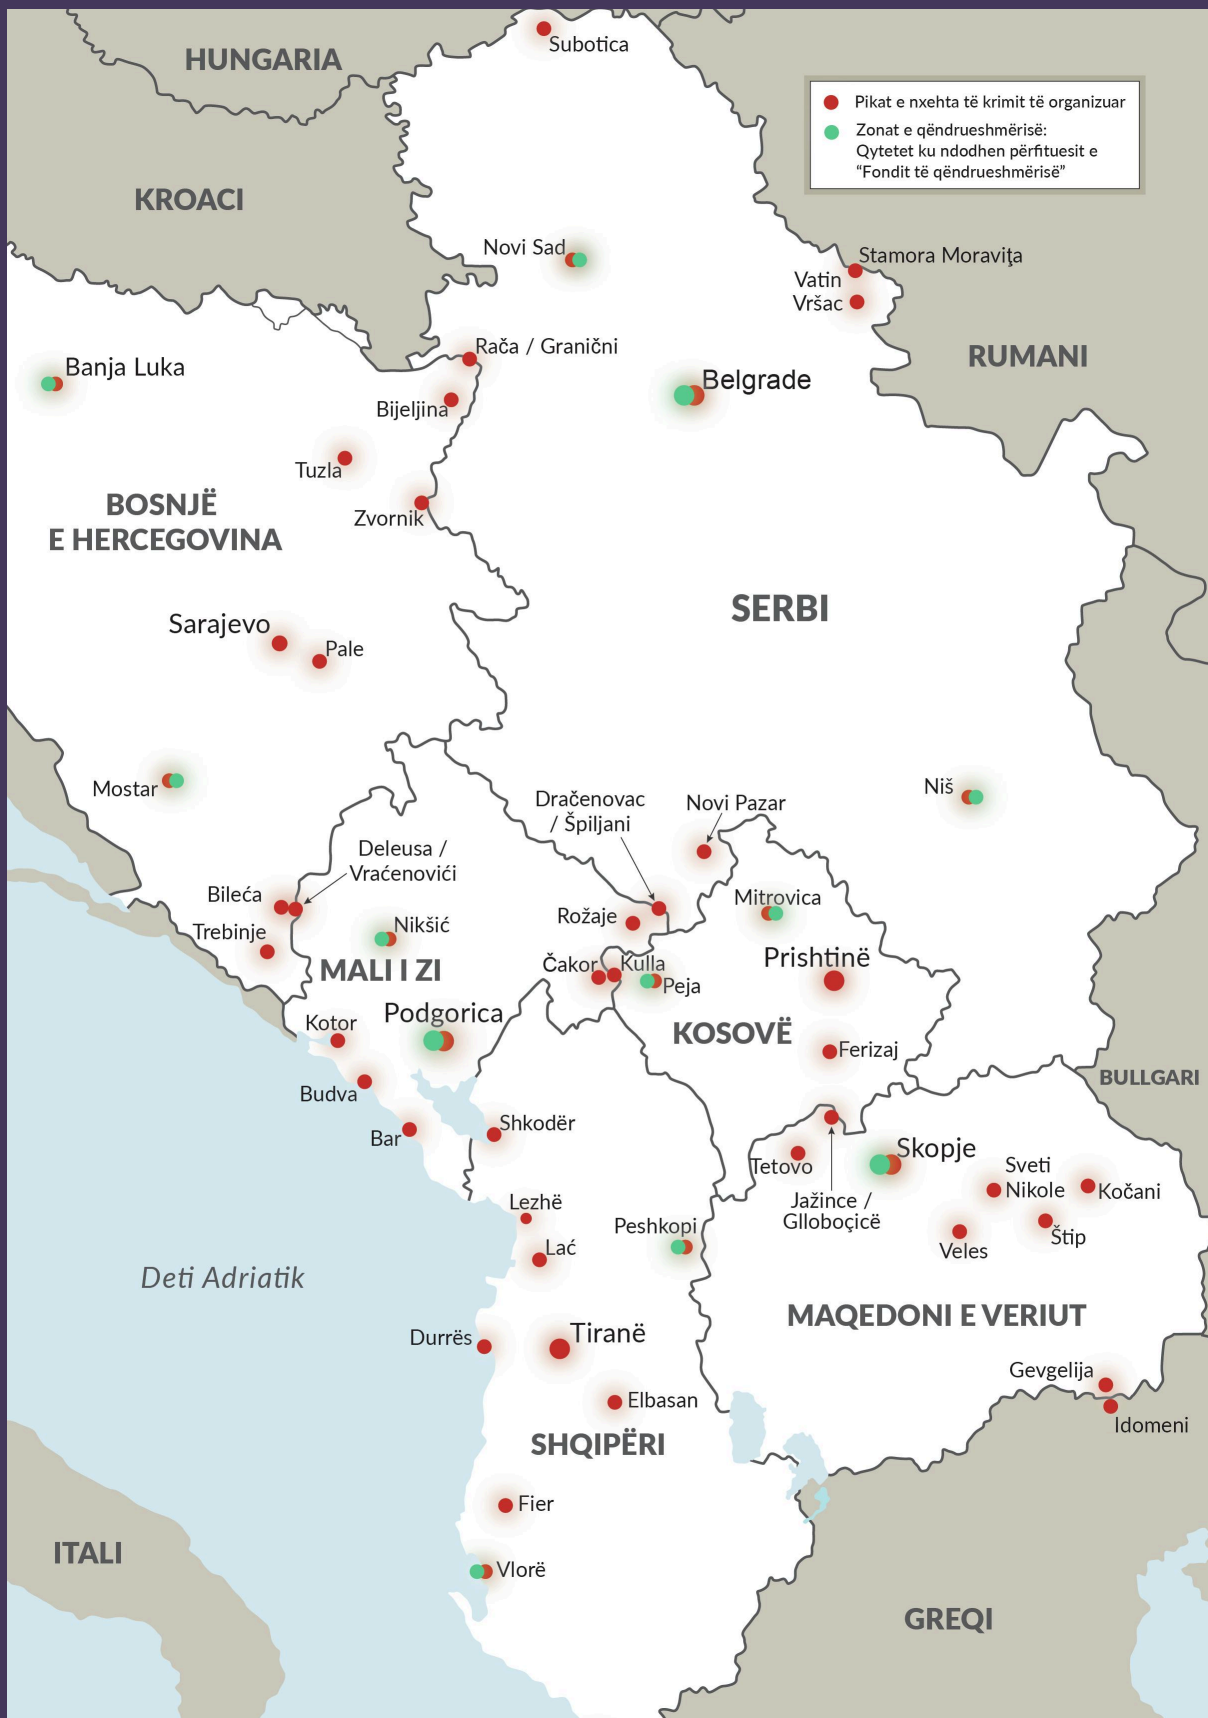 HUNGARIA
Subotica
Pikat e nxehta të krimit të organizuar
Zonat e qëndrueshmërisë:
Qytetet ku ndodhen përfituesit e
“Fondit të qëndrueshmërisë”
KROACI
Novi Sad
Stamora Moravița
Vatin
Vršac
RUMANI
Rača / Granični
Banja Luka
Belgrade
Bijeljina
Tuzla
Zvornik
BOSNJË
E HERCEGOVINA
SERBI
Sarajevo
Pale
Mostar
Niš
Dračenovac
/ Špiljani
Novi Pazar
Deleusa /
Vraćenovići
Bileća
Trebinje
Nikšić
Rožaje
Mitrovica
MALI I ZI
Čakor
Kulla
Peja
Prishtinë
Podgorica
Kotor
KOSOVË
Ferizaj
BULLGARI
Budva
Bar
Shkodër
Tetovo
Skopje
Jažince /
Glloboçicë
Sveti
Nikole
Kočani
Štip
Veles
Lezhë
Peshkopi
Lać
Deti Adriatik
MAQEDONI E VERIUT
Durrës
Tiranë
Gevgelija
Idomeni
Elbasan
SHQIPËRI
Fier
Vlorë
ITALI
GREQI